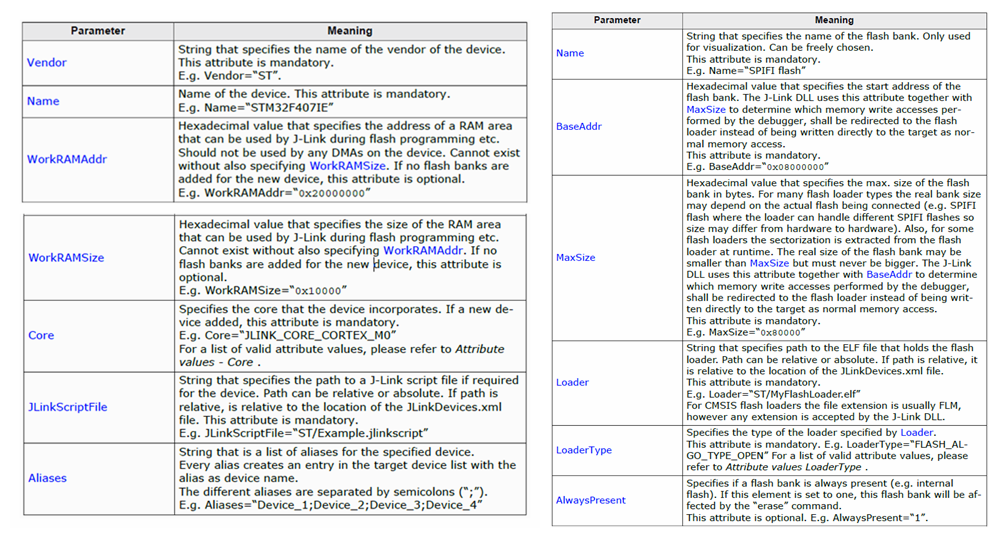 Parameter Meaning
Vendor
String that specifies the name of the vendor of the device.
This attribute is mandatory.
E.g. Vendor="ST".
Name
Name of the device. This attribute is mandatory.
E.g. Name="STM32F407IE"
WorkRAMAddr
Hexadecimal value that specifies the address of a RAM area
that can be used by J-Link during flash programming etc.
Should not be used by any DMAs on the device. Cannot exist
without also specifying WorkRAMSize. If no flash banks are
added for the new device, this attribute is optional.
E.g. WorkRAMAddr="0x20000000"
WorkRAMSize
Hexadecimal value that specifies the size of the RAM area
that can be used by J-Link during flash programming etc.
Cannot exist without also specifying WorkRAMAddr. If no
flash banks are added for the new device, this attribute is
optional.
E.g. WorkRAMSize="0x10000"
Core
Specifies the core that the device incorporates. If a new de-
vice added, this attribute is mandatory.
E.g. Core="JLINK_CORE_CORTEX_M0"
For a list of valid attribute values, please refer to Attribute
values - Core .
JLinkScriptFile
String that specifies the path to a J-Link script file if required
for the device. Path can be relative or absolute. If path is
relative, is relative to the location of the JLinkDevices.xml
file. This attribute is mandatory.
E.g. JLinkScriptFile="ST/Example.jlinkscript"
Aliases
String that is a list of aliases for the specified device.
Every alias creates an entry in the target device list with the
alias as device name.
The different aliases are separated by semicolons (";").
E.g. Aliases="Device_1;Device_2;Device_3;Device_4"
Parameter Meaning
Name
String that specifies the name of the flash bank. Only used
for visualization. Can be freely chosen.
This attribute is mandatory.
E.g. Name="SPIFI flash"
BaseAddr
Hexadecimal value that specifies the start address of the
flash bank. The J-Link DLL uses this attribute together with
MaxSize to determine which memory write accesses per-
formed by the debugger, shall be redirected to the flash
loader instead of being written directly to the target as nor-
mal memory access.
This attribute is mandatory.
E.g. BaseAddr="0x08000000"
MaxSize
Hexadecimal value that specifies the max. size of the flash
bank in bytes. For many flash loader types the real bank size
may depend on the actual flash being connected (e.g. SPIFI
flash where the loader can handle different SPIFI flashes so
size may differ from hardware to hardware). Also, for some
flash loaders the sectorization is extracted from the flash
loader at runtime. The real size of the flash bank may be
smaller than MaxSize but must never be bigger. The J-Link
DLL uses this attribute together with BaseAddr to determine
which memory write accesses performed by the debugger,
shall be redirected to the flash loader instead of being writ-
ten directly to the target as normal memory access.
This attribute is mandatory.
E.g. MaxSize="0x80000"
Loader
String that specifies path to the ELF file that holds the flash
loader. Path can be relative or absolute. If path is relative, it
is relative to the location of the JLinkDevices.xml file.
This attribute is mandatory.
E.g. Loader="ST/MyFlashLoader.elf"
For CMSIS flash loaders the file extension is usually FLM,
however any extension is accepted by the J-Link DLL.
LoaderType
Specifies the type of the loader specified by Loader.
This attribute is mandatory. E.g. LoaderType="FLASH_AL-
GO_TYPE_OPEN" For a list of valid attribute values, please
refer to Attribute values LoaderType .
AlwaysPresent
Specifies if a flash bank is always present (e.g. internal
flash). If this element is set to one, this flash bank will be af-
fected by the "erase" command.
This attribute is optional. E.g. AlwaysPresent="1".